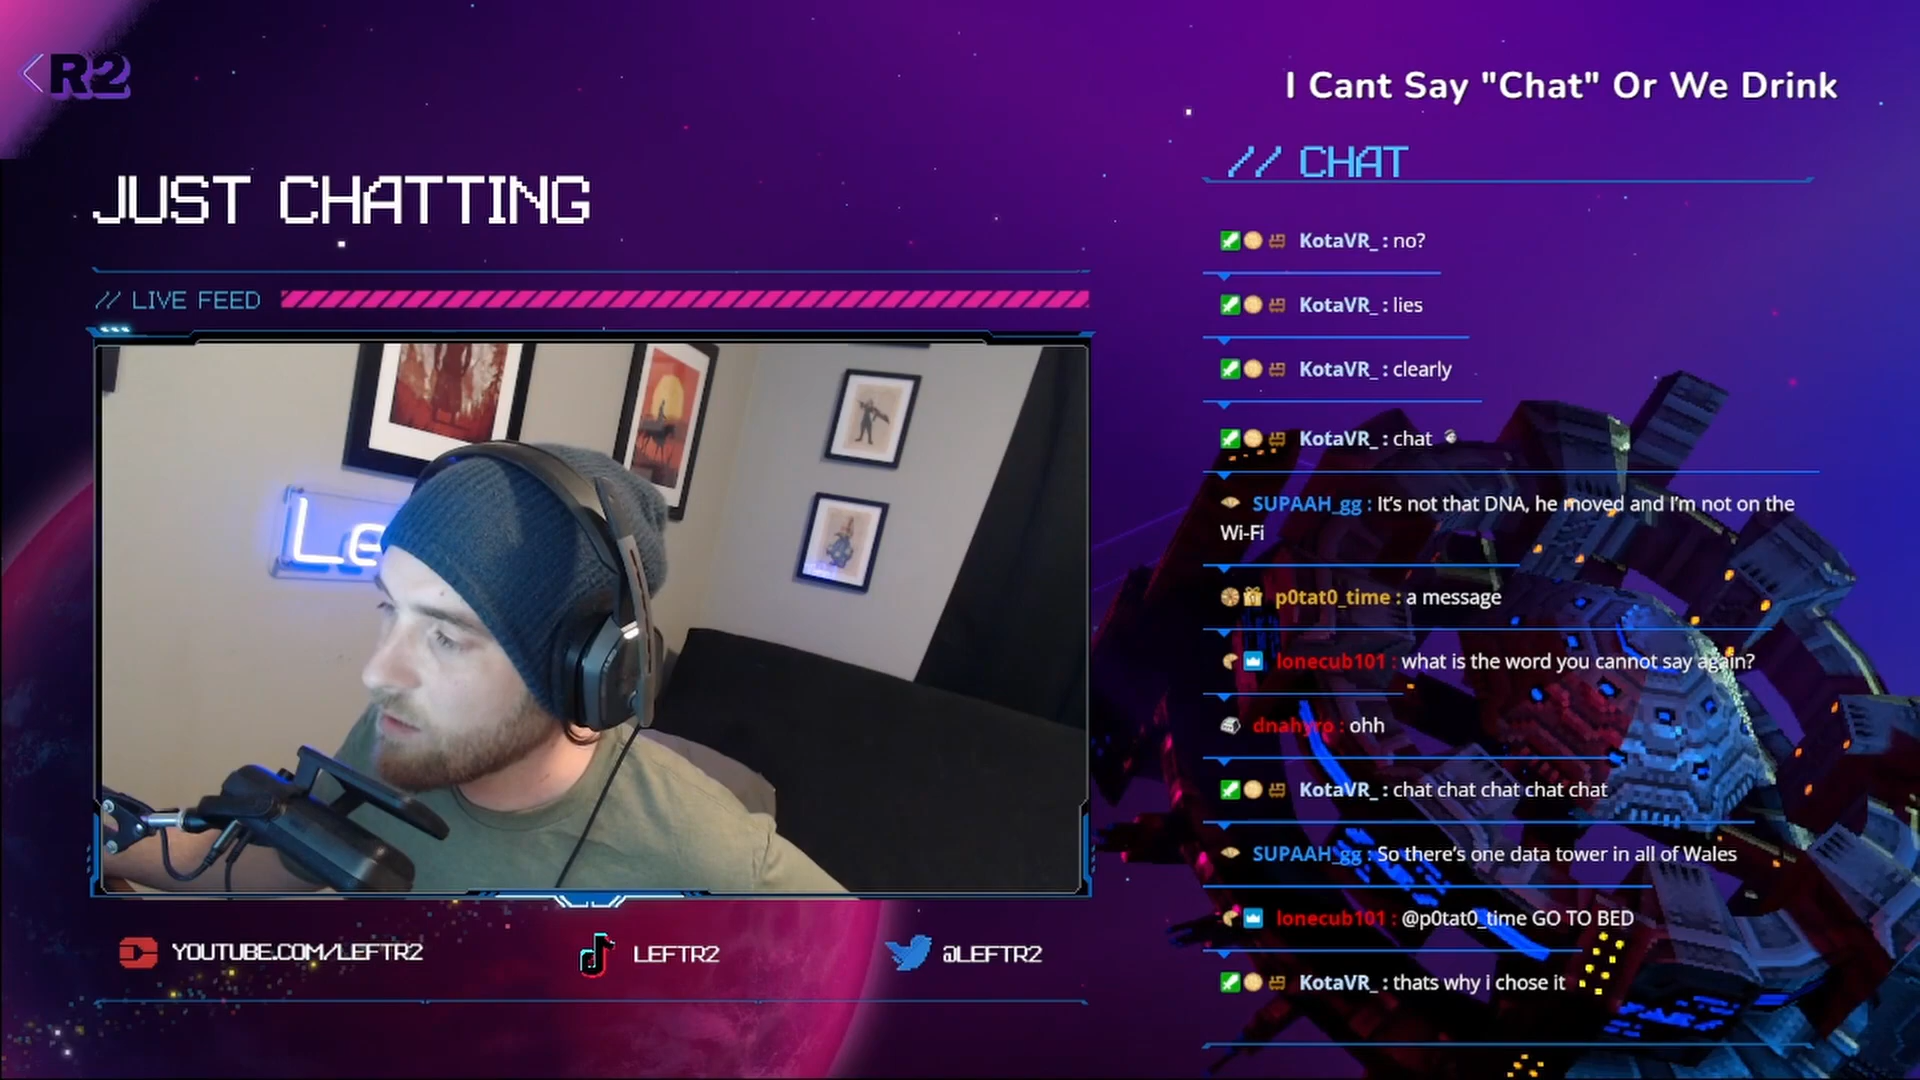 R2
I Cant Say "Chat" Or We Drink
JUST CHATTING
// LIVE FEED
Le
YOUTUBE.COM/LEFTR2
LEFTR2
@LEFTR2
// CHAT
KotaVR_ : no?
KotaVR_ : lies
KotaVR_ : clearly
KotaVR_ : chat
SUPAAH_gg : It's not that DNA, he moved and I'm not on the
Wi-Fi
p0tat0_time : a message
lonecub101 : what is the word you cannot say again?
dnahyro : ohh
KotaVR_ : chat chat chat chat chat
SUPAAH_gg : So there's one data tower in all of Wales
lonecub101 : @p0tat0_time GO TO BED
KotaVR_ : thats why i chose it